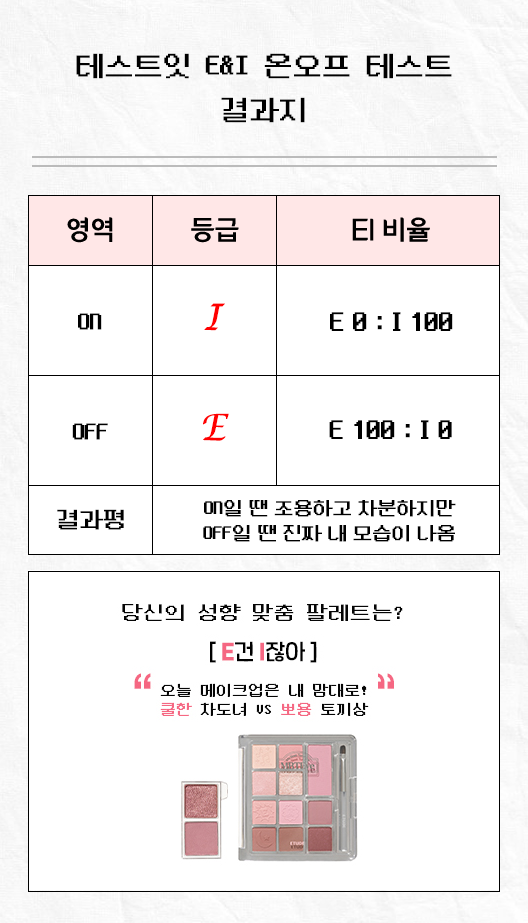 테스트잇 E&I 온오프 테스트
결과지
영역 등급 EI 비율
ON I E 0 : I 100
OFF E E 100 : I 0
결과평 ON일 땐 조용하고 차분하지만
OFF일 땐 진짜 내 모습이 나옴
당신의 성향 맞춤 팔레트는?
[ E건 I잖아 ]
“ 오늘 메이크업은 내 맘대로! ”
쿨한 차도녀 VS 뽀용 토끼상
ETUDE